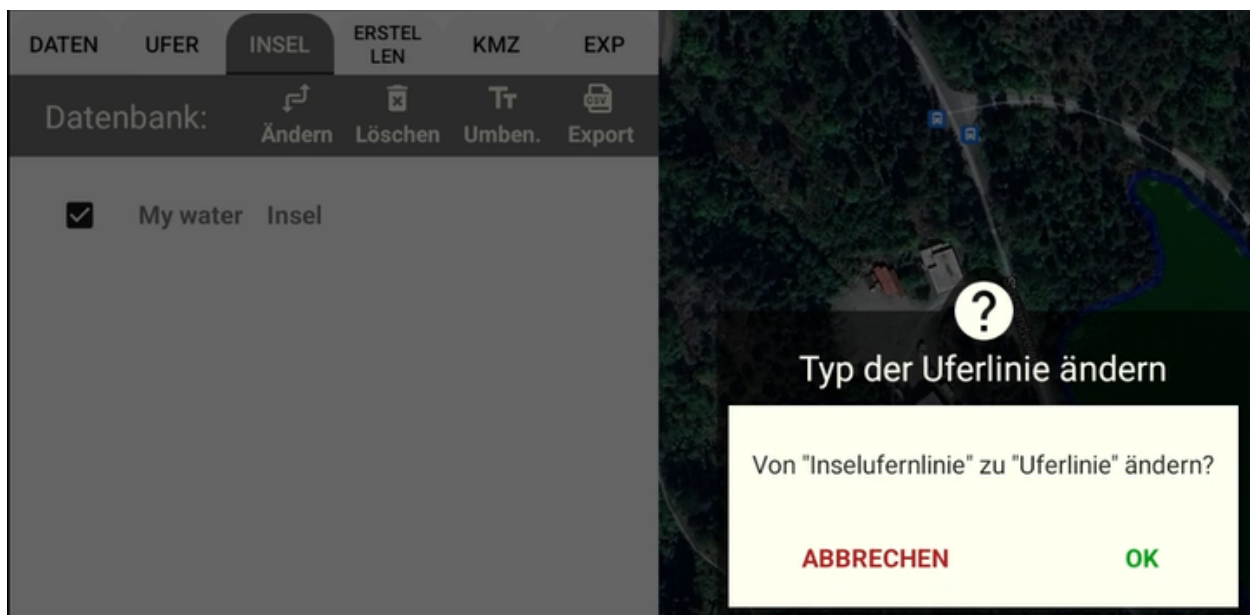 DATEN UFER INSEL ERSTEL
LEN KMZ EXP
Datenbank: Ändern Löschen Umben. Export
CSV
My water Insel
?
Typ der Uferlinie ändern
Von "Inselufernlinie" zu "Uferlinie" ändern?
ABBRECHEN OK